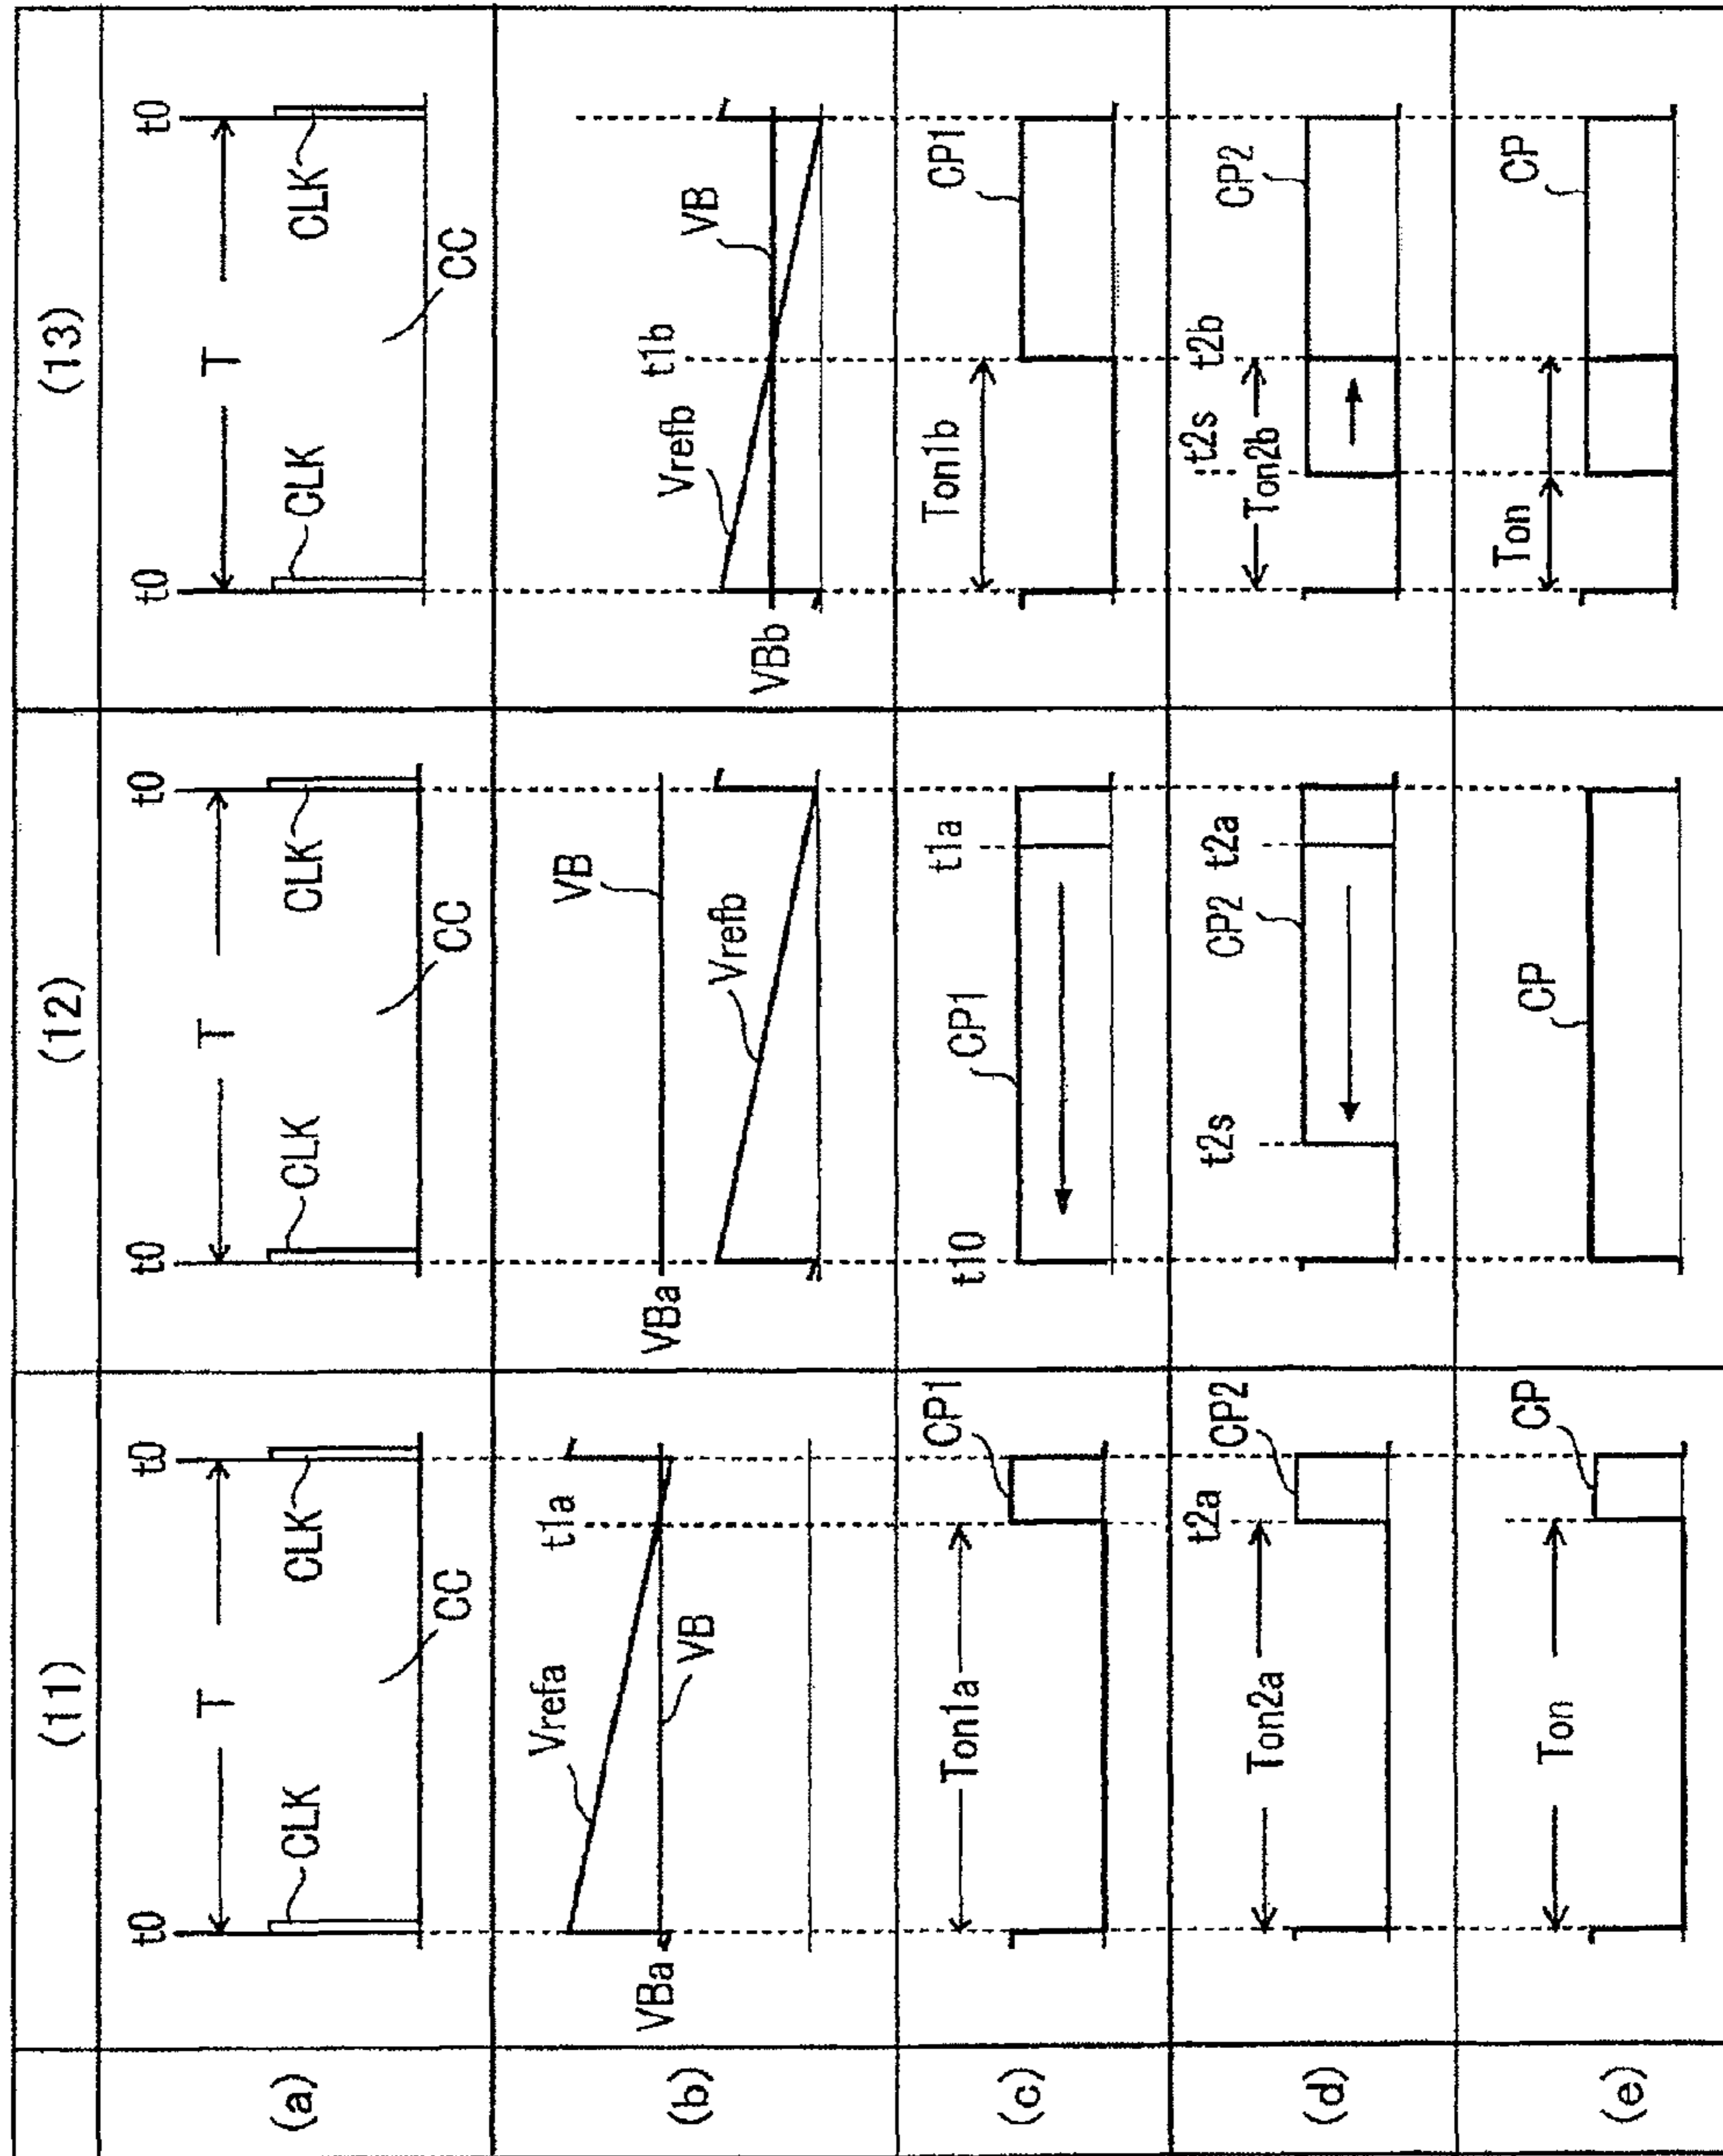 (11)
(12)
(13)
(a)
t0
T
t0
CLK
CLK
CC
t0
T
t0
CLK
CLK
CC
t0
T
t0
CLK
CLK
CC
(b)
VBa
Vrefa
VB
t1a
VBa
VB
Vrefb
VBb
Vrefb
t1b
VB
(c)
Ton1a
CP1
t10
CP1
t1a
Ton1b
CP1
(d)
Ton2a
t2a
CP2
t2s
CP2
t2a
t2s
t2b
Ton2b
CP2
(e)
Ton
CP
CP
Ton
CP